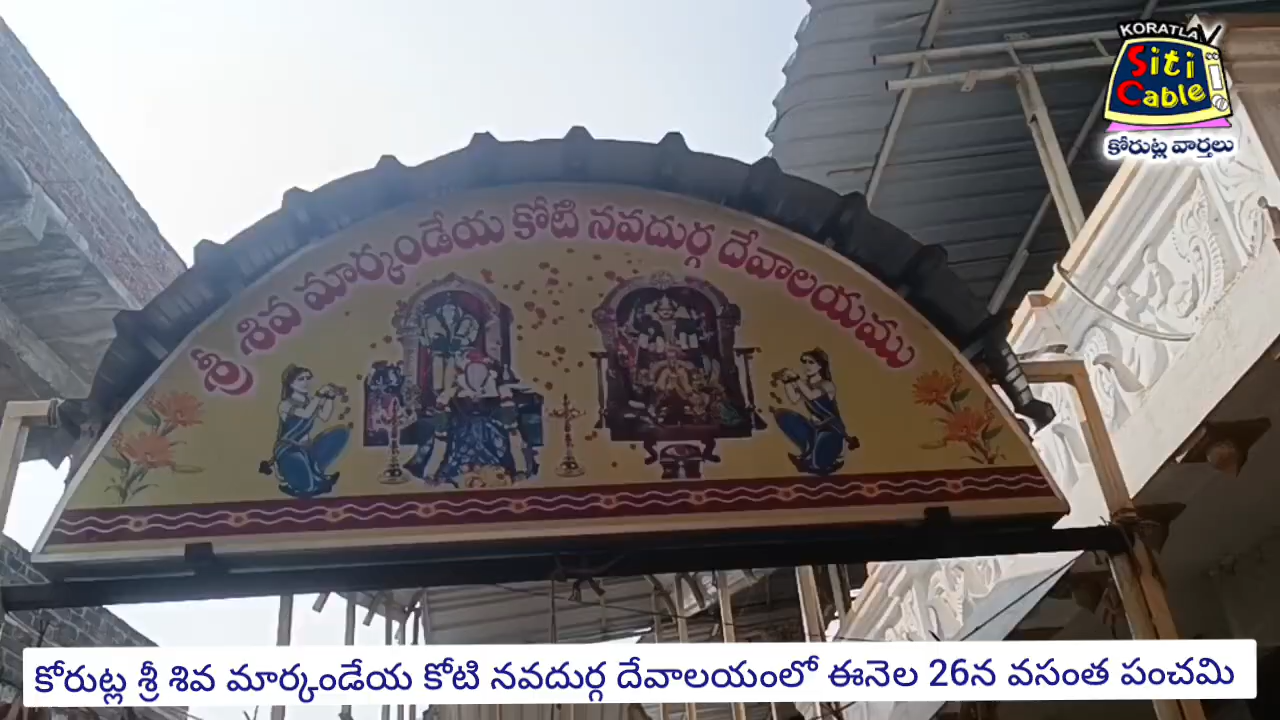 KORATLA
Siti
Cable
కోరుట్ల వార్తలు
శ్రీ శివ మార్కండేయ కోటి నవదుర్గ దేవాలయము
కోరుట్ల శ్రీ శివ మార్కండేయ కోటి నవదుర్గ దేవాలయంలో ఈనెల 26న వసంత పంచమి